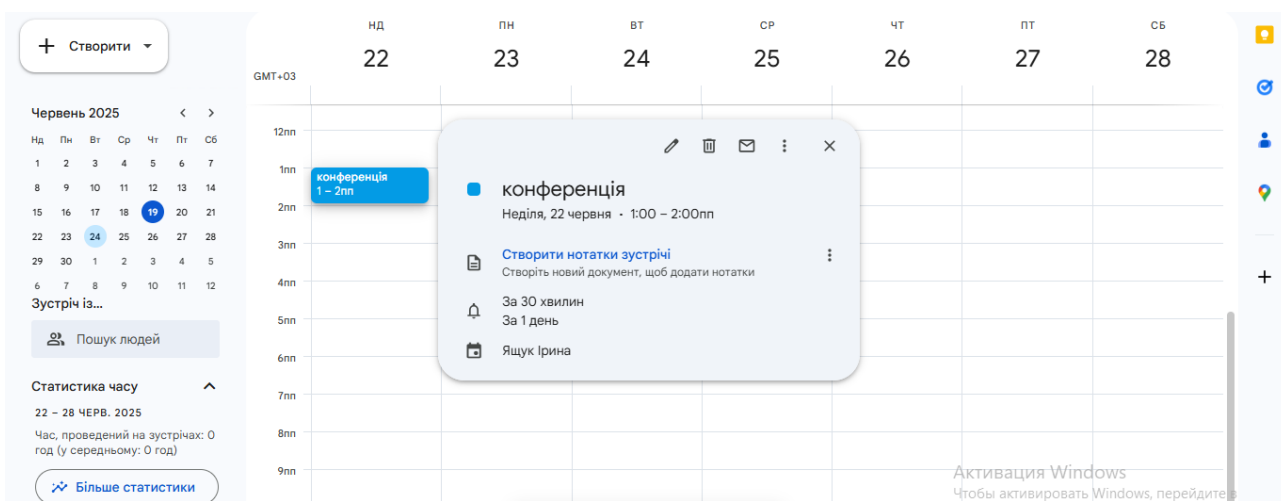 Створити
НД ПН ВТ СР ЧТ ПТ СБ
22 23 24 25 26 27 28
GMT+03
Червень 2025
Нд Пн Вт Ср Чт Пт Сб
1 2 3 4 5 6 7
8 9 10 11 12 13 14
15 16 17 18 19 20 21
22 23 24 25 26 27 28
29 30 1 2 3 4 5
6 7 8 9 10 11 12
Зустріч із...
Пошук людей
Статистика часу
22 – 28 ЧЕРВ. 2025
Час, проведений на зустрічах: 0
год (у середньому: 0 год)
Більше статистики
12пп
1пп
2пп
3пп
4пп
5пп
6пп
7пп
8пп
9пп
конференція
1 – 2пп
конференція
Неділя, 22 червня · 1:00 – 2:00пп
Створити нотатки зустрічі
Створіть новий документ, щоб додати нотатки
За 30 хвилин
За 1 день
Ящук Ірина
Активация Windows
Чтобы активировать Windows, перейдите в